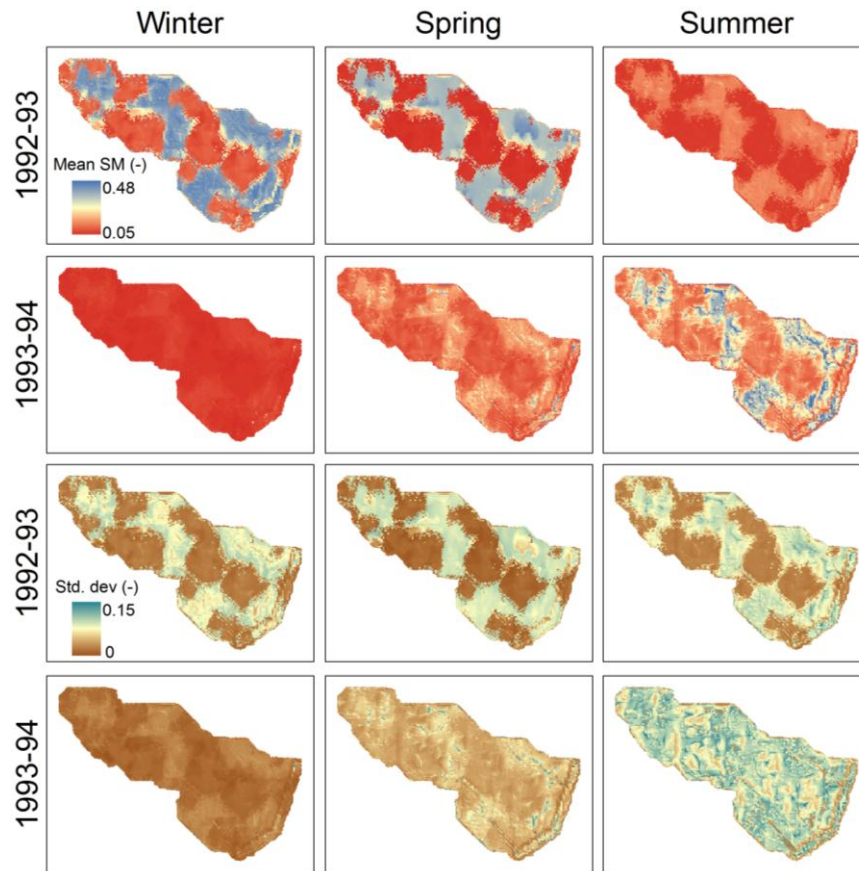 Winter Spring Summer
1992-93
Mean SM (-)
0.48
0.05
1993-94
1992-93
Std. dev (-)
0.15
0
1993-94